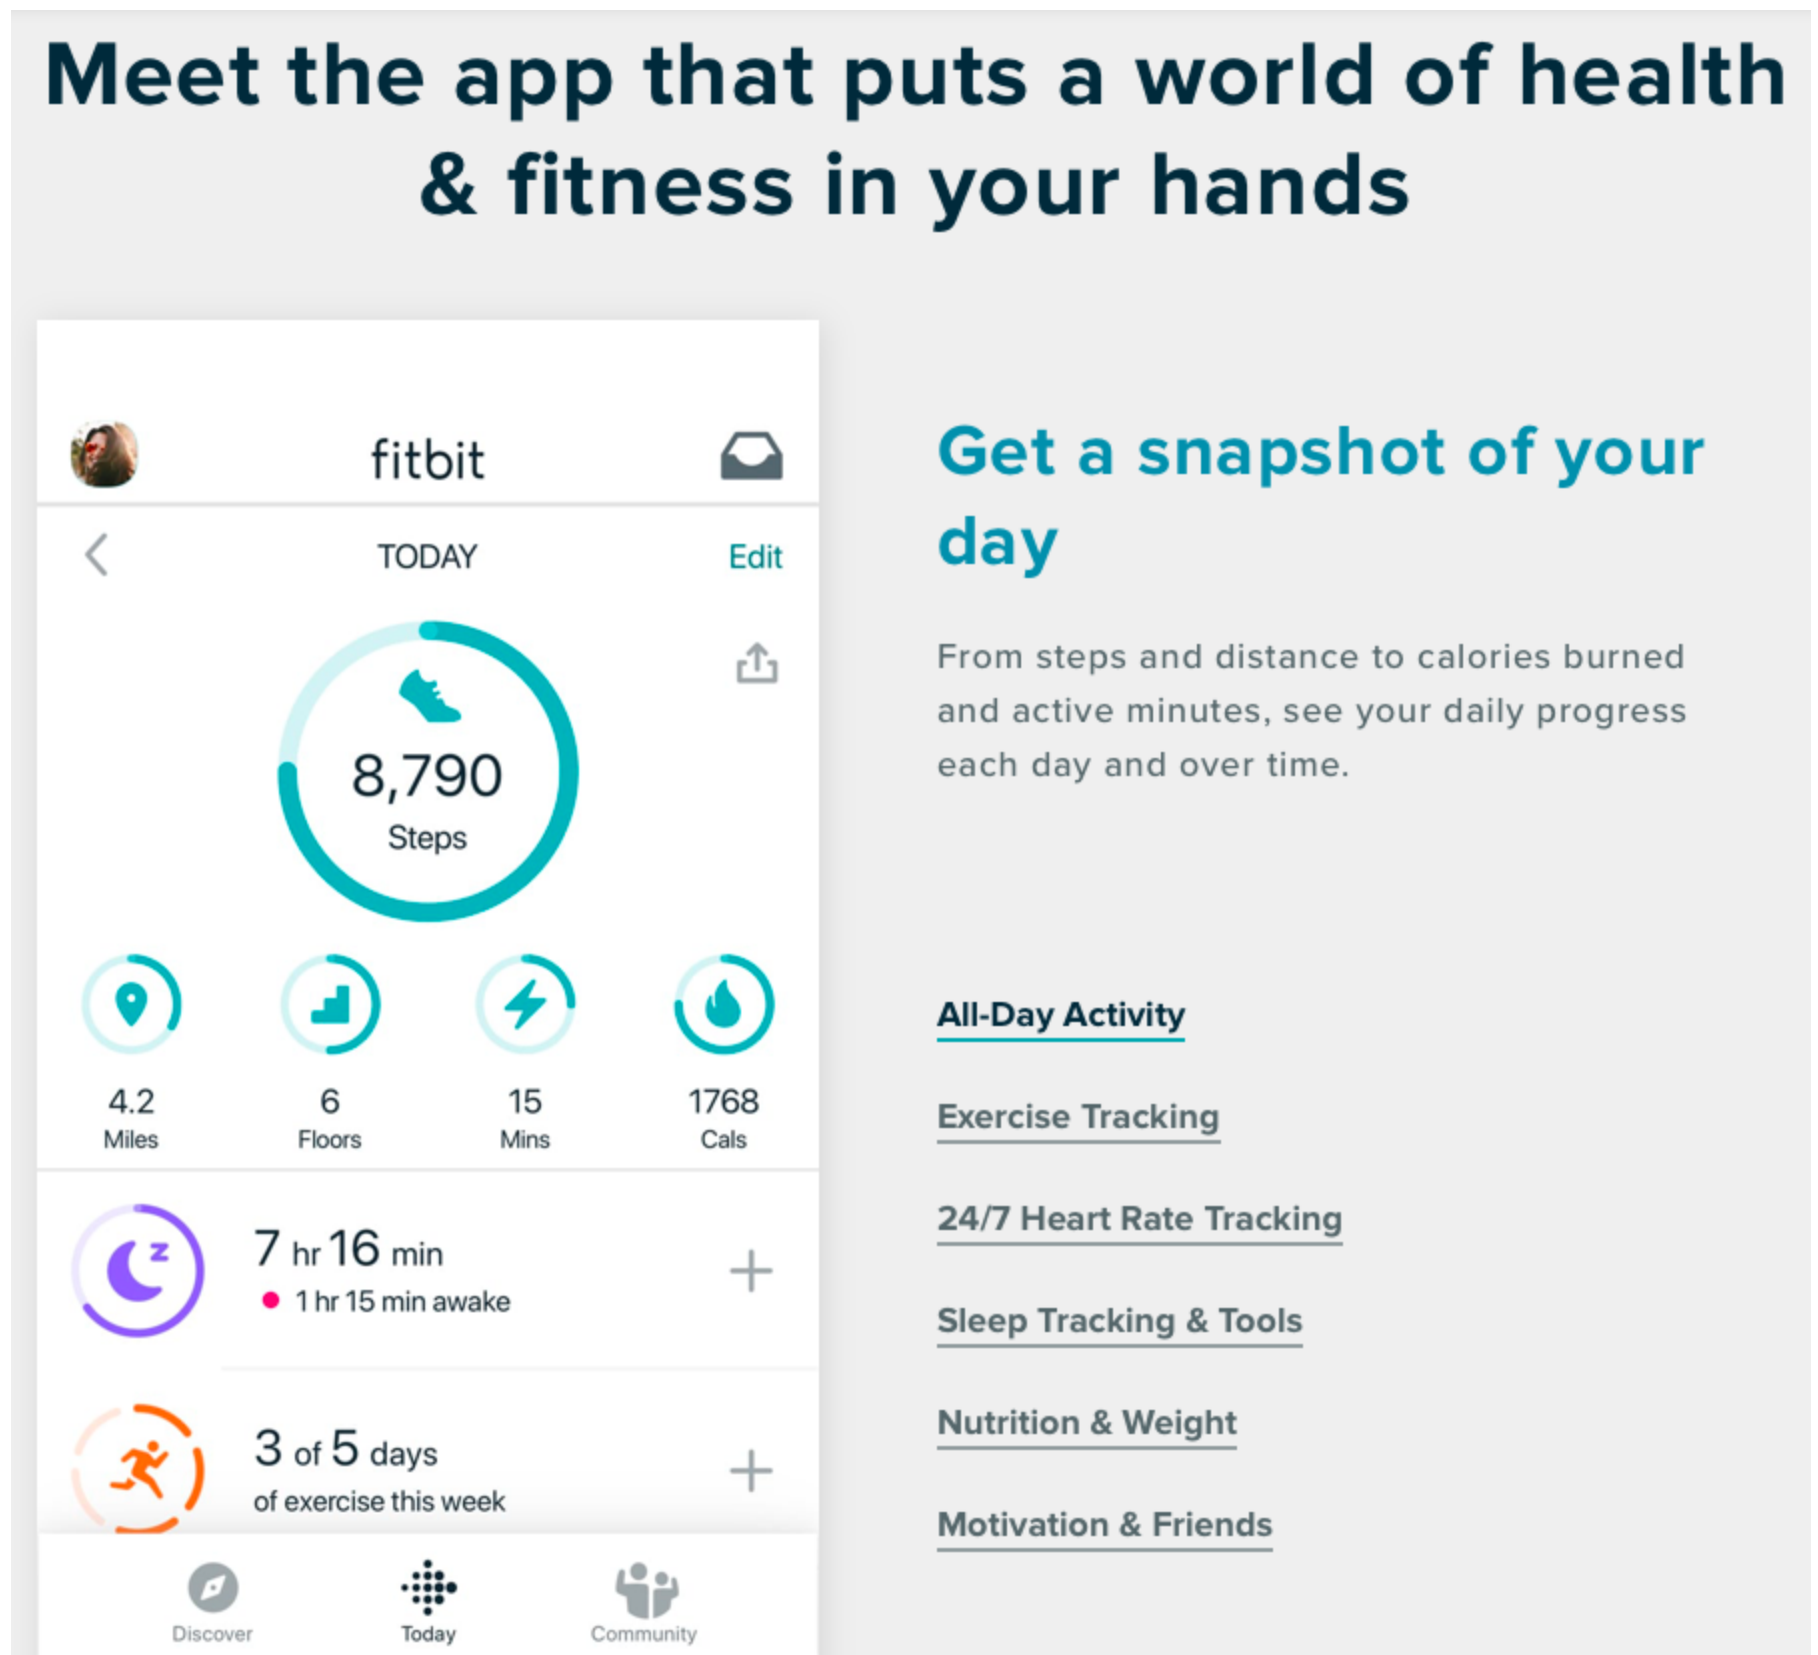 Meet the app that puts a world of health
& fitness in your hands
fitbit
TODAY
Edit
8,790
Steps
4.2
Miles
6
Floors
15
Mins
1768
Cals
z
7 hr 16 min
1 hr 15 min awake
3 of 5 days
of exercise this week
Discover
Today
Community
Get a snapshot of your
day
From steps and distance to calories burned
and active minutes, see your daily progress
each day and over time.
All-Day Activity
Exercise Tracking
24/7 Heart Rate Tracking
Sleep Tracking & Tools
Nutrition & Weight
Motivation & Friends